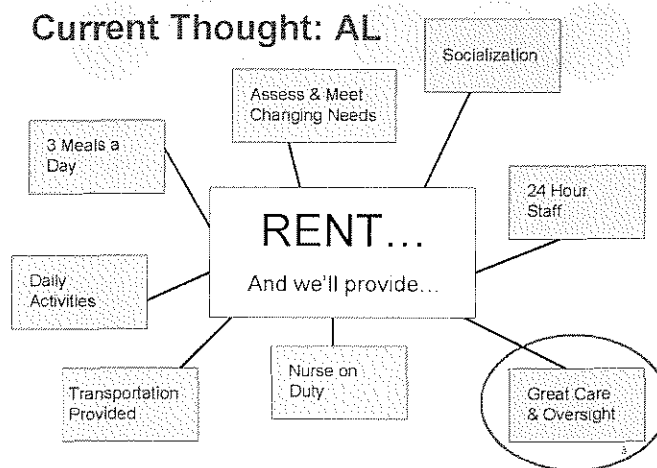 Current Thought: AL
Socialization
Assess & Meet
Changing Needs
3 Meals a
Day
24 Hour
Staff
RENT...
And we'll provide...
Daily
Activities
Nurse on
Duty
Transportation
Provided
Great Care
& Oversight
3